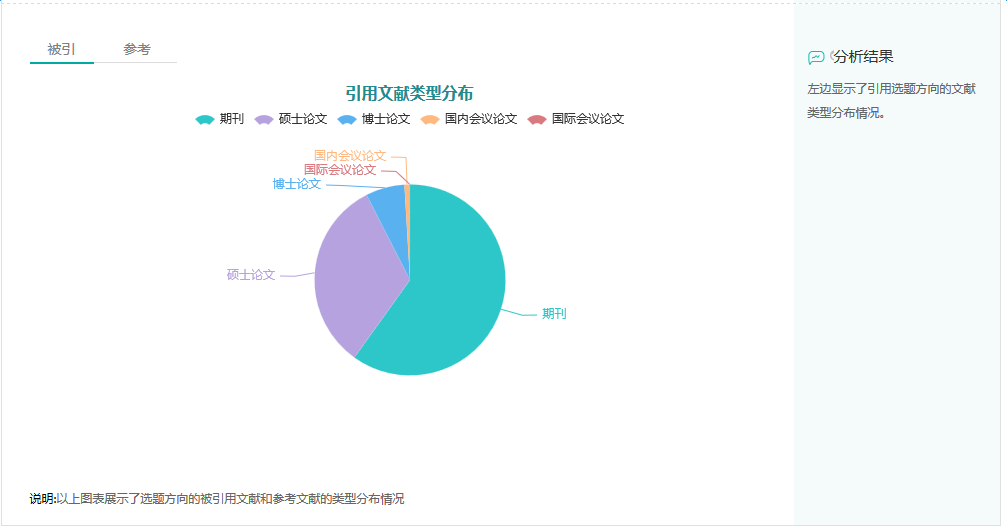 被引 参考
引用文献类型分布
期刊 硕士论文 博士论文 国内会议论文 国际会议论文
国内会议论文
国际会议论文
博士论文
硕士论文
期刊
说明:以上图表展示了选题方向的被引用文献和参考文献的类型分布情况
分析结果
左边显示了引用选题方向的文献
类型分布情况。